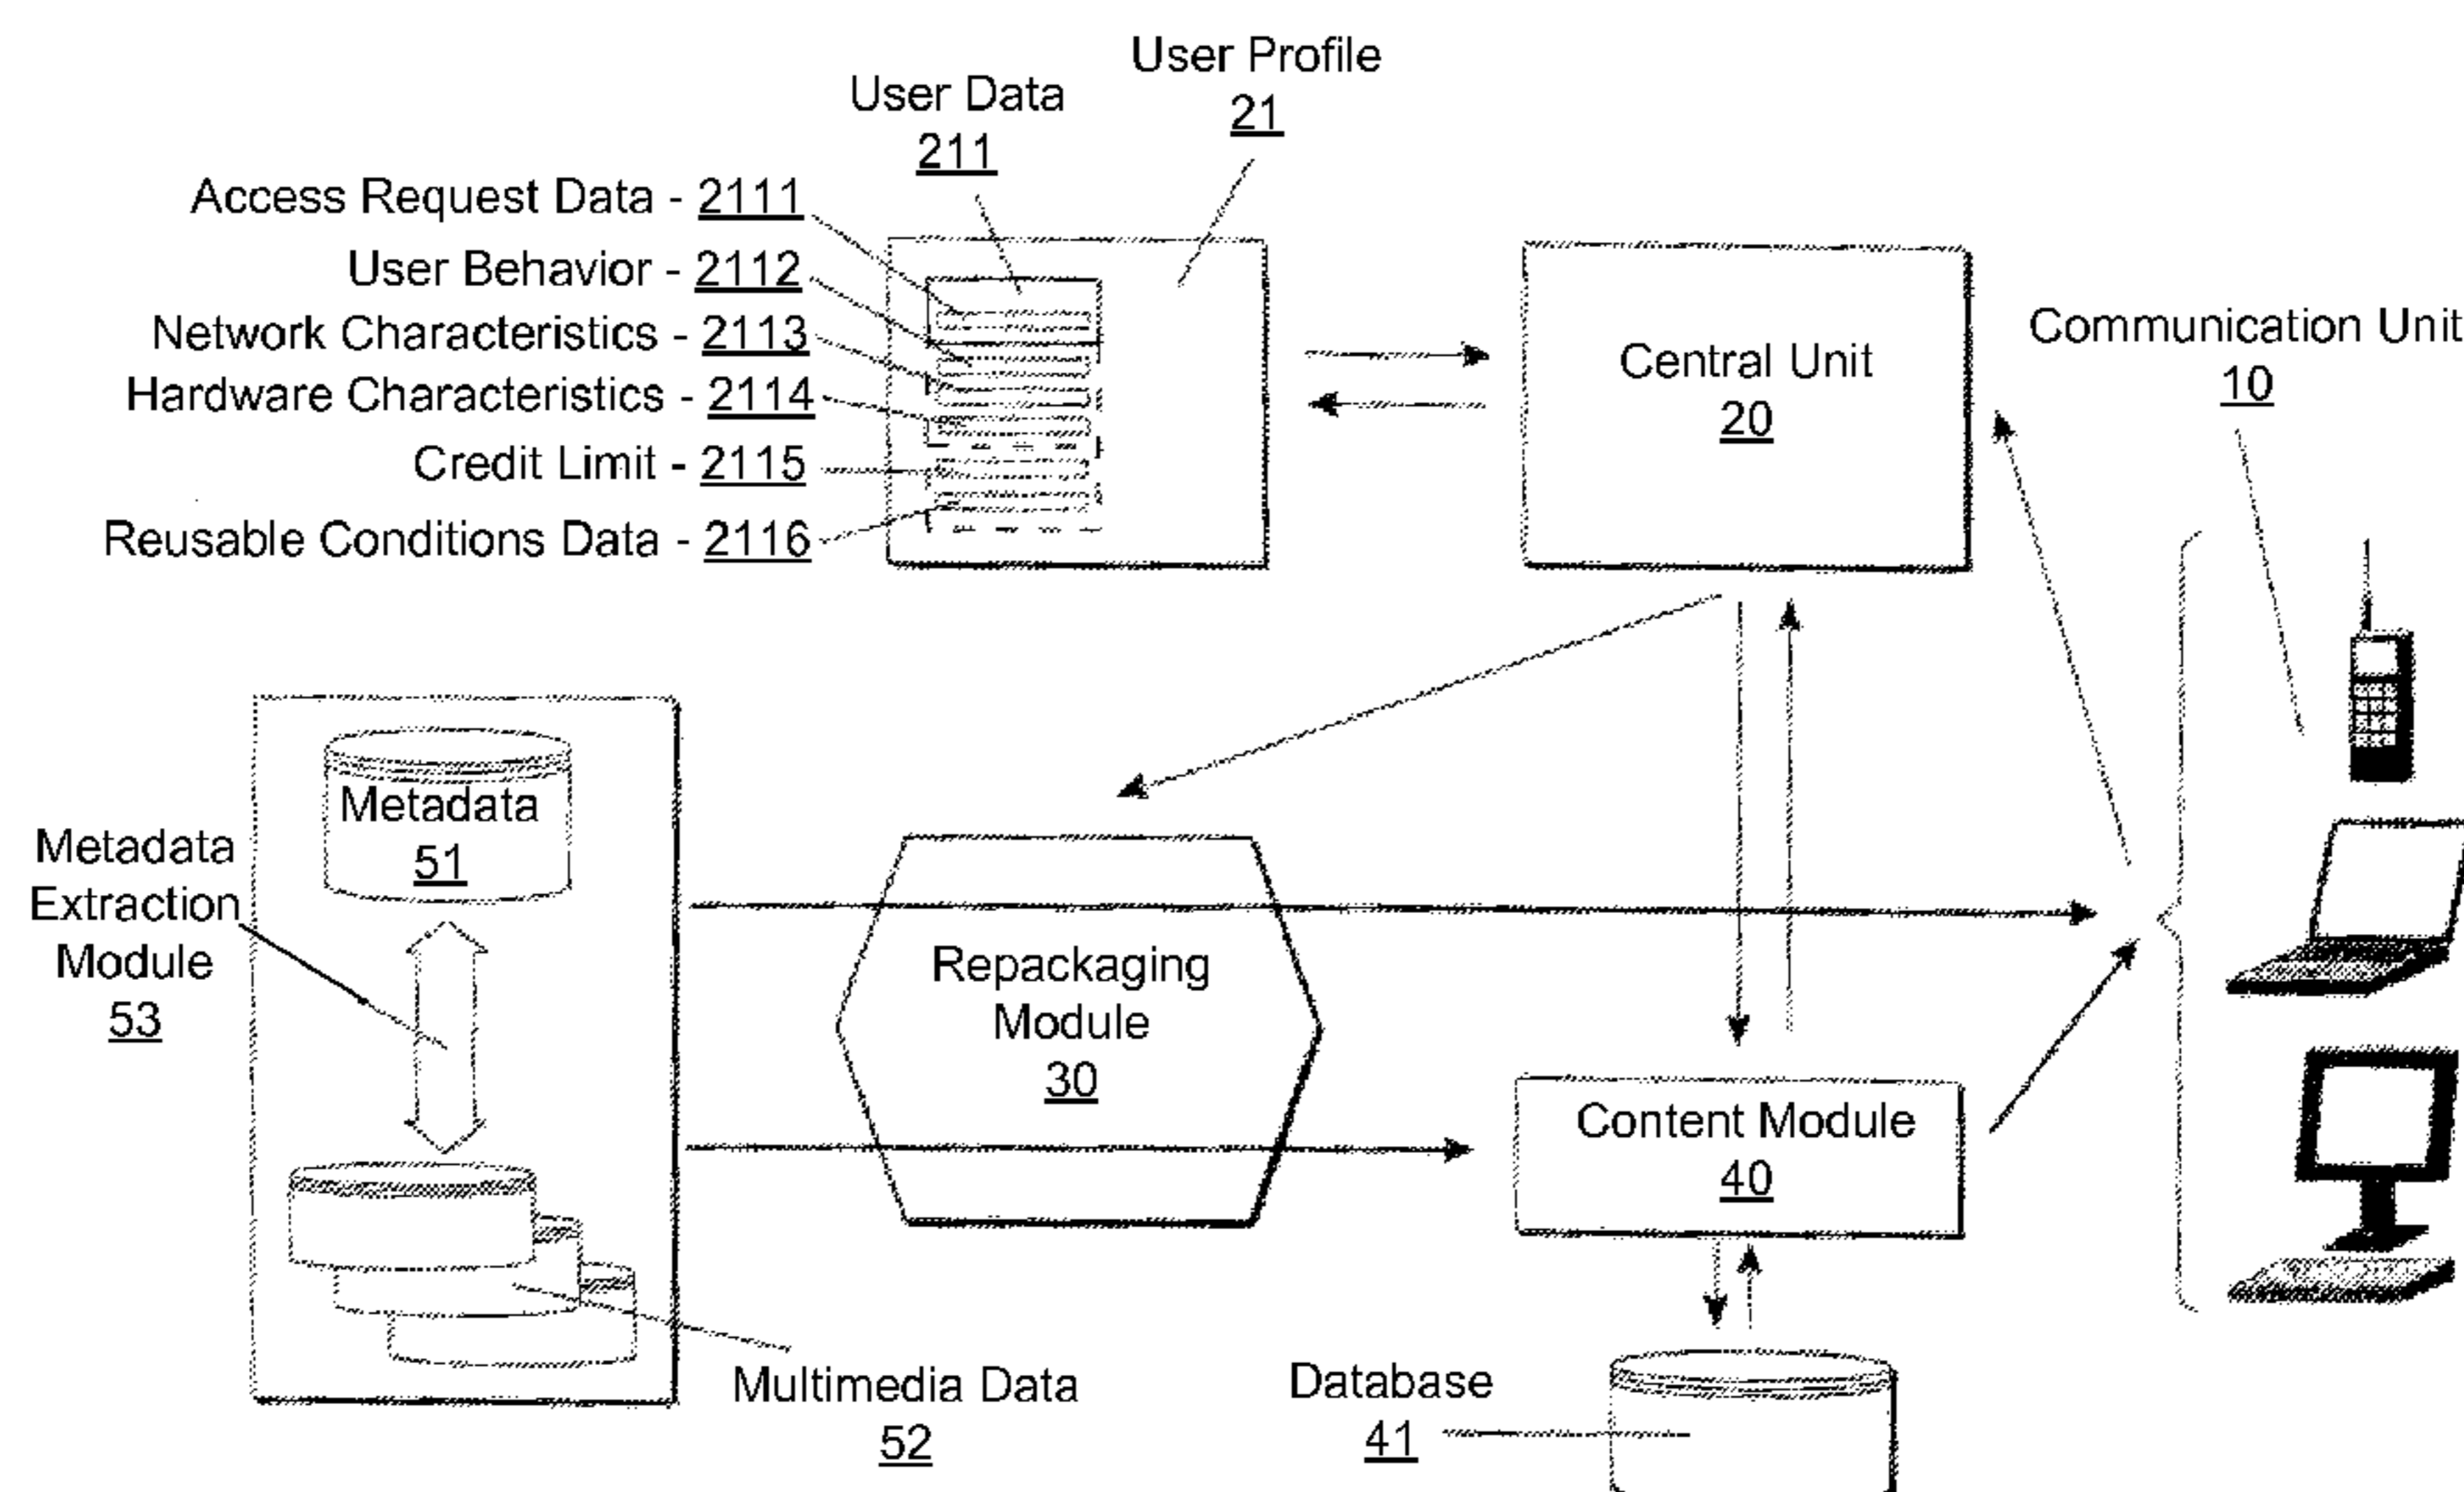 User Profile
21
User Data
211
Access Request Data - 2111
User Behavior - 2112
Network Characteristics - 2113
Hardware Characteristics - 2114
Credit Limit - 2115
Reusable Conditions Data - 2116
Central Unit
20
Communication Unit
10
Metadata
51
Metadata
Extraction
Module
53
Repackaging
Module
30
Content Module
40
Multimedia Data
52
Database
41